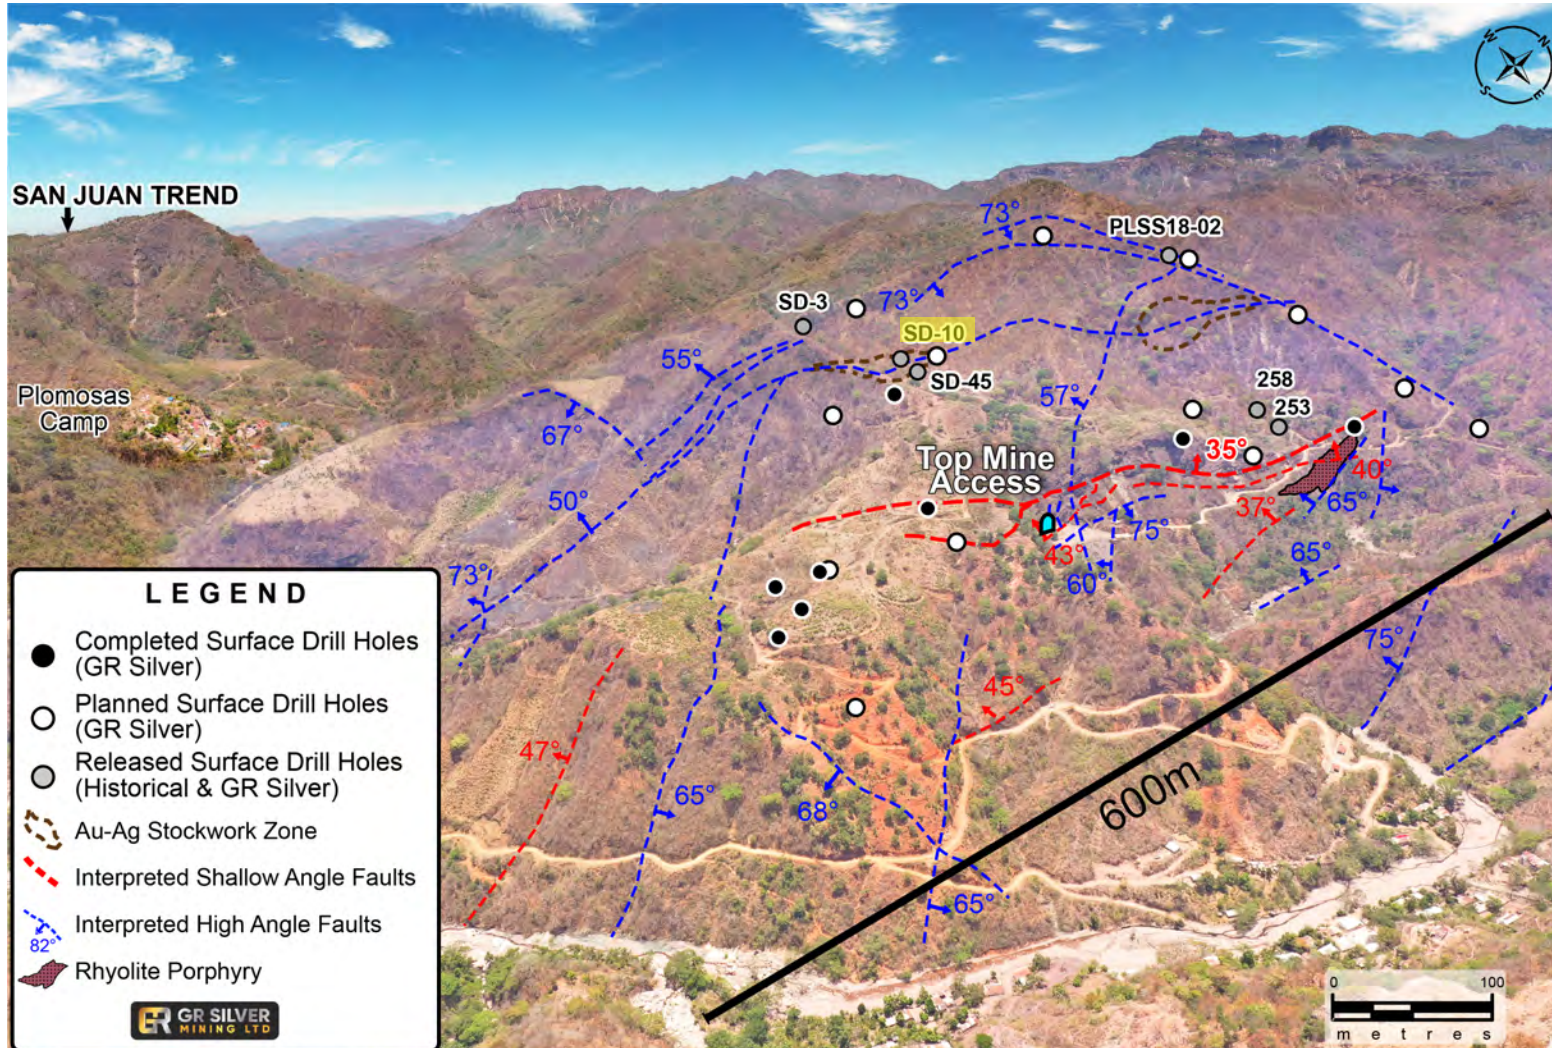 W
N
S
E
SAN JUAN TREND
73°
PLSS18-02
73°
SD-3
SD-10
SD-45
55°
Plomosas
Camp
67°
57°
258
253
Top Mine
Access
35°
40°
50°
37°
65°
75°
43°
60°
65°
73°
75°
45°
47°
65°
68°
65°
600m
LEGEND
Completed Surface Drill Holes
(GR Silver)
Planned Surface Drill Holes
(GR Silver)
Released Surface Drill Holes
(Historical & GR Silver)
Au-Ag Stockwork Zone
Interpreted Shallow Angle Faults
Interpreted High Angle Faults
82°
Rhyolite Porphyry
GR SILVER
MINING LTD
0 100
metres